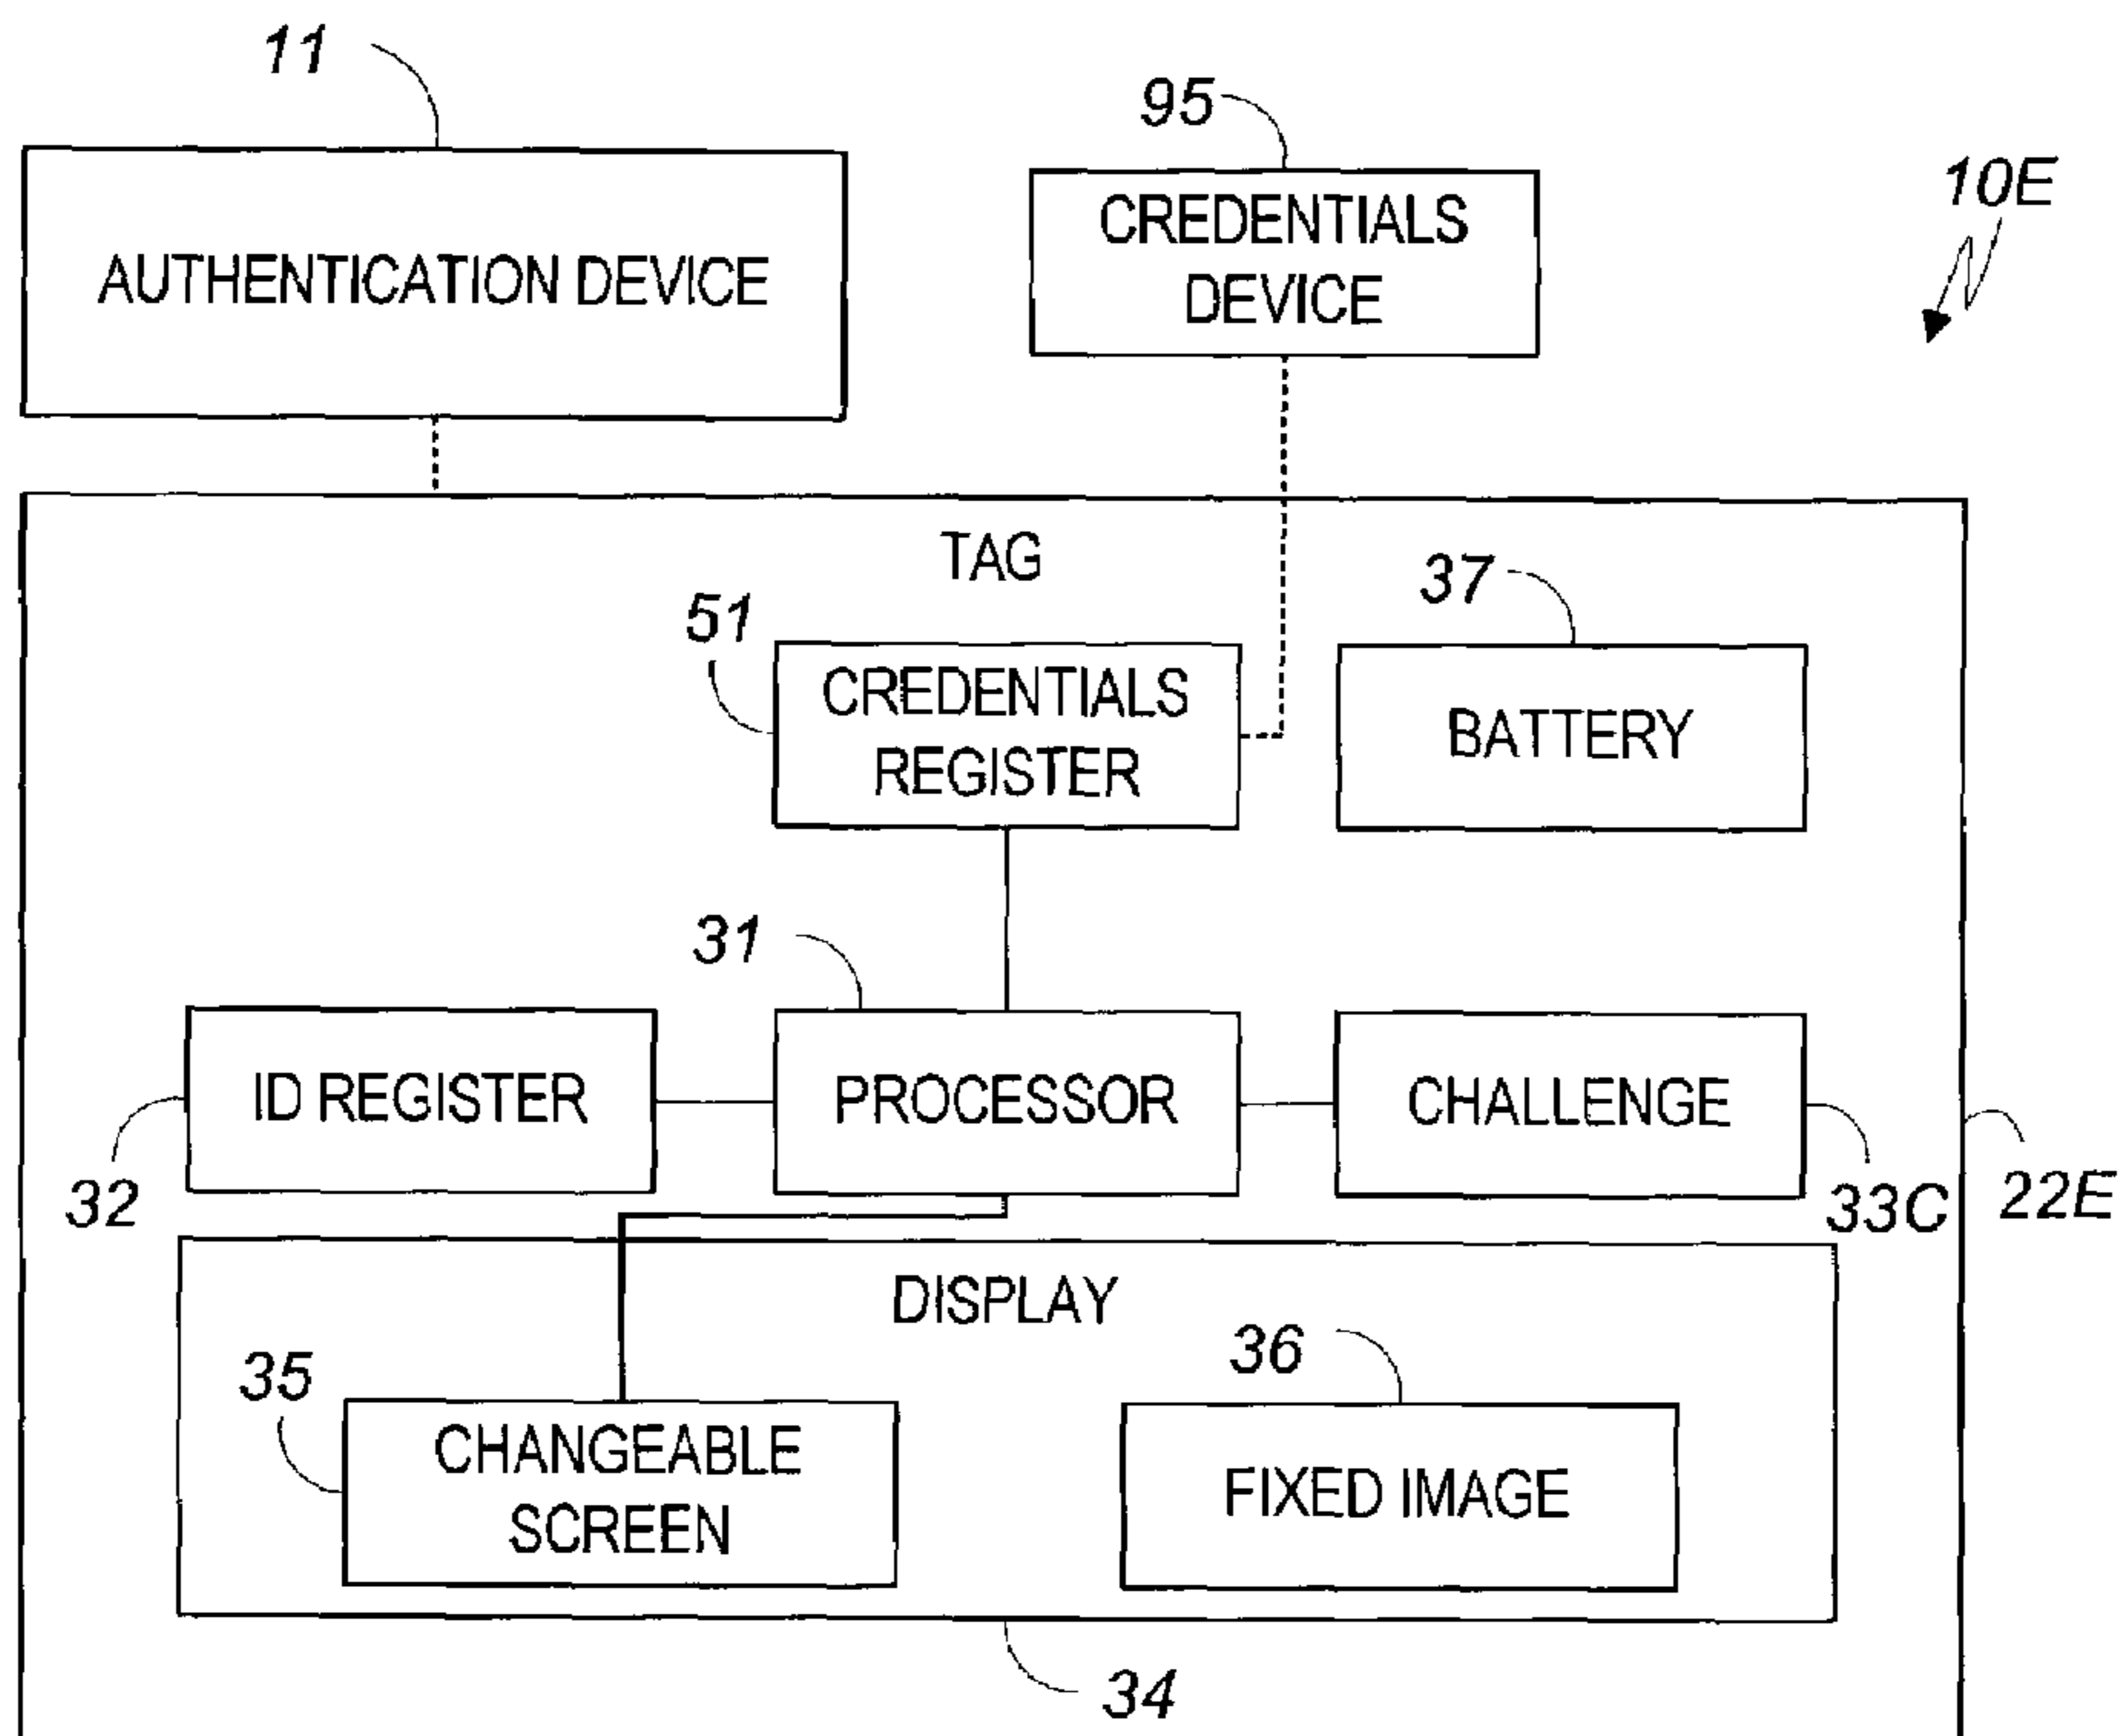 11
95
10E
AUTHENTICATION DEVICE
CREDENTIALS
DEVICE
TAG
51
37
CREDENTIALS
REGISTER
BATTERY
31
ID REGISTER
PROCESSOR
CHALLENGE
32
33C
22E
DISPLAY
35
36
CHANGEABLE
SCREEN
FIXED IMAGE
34